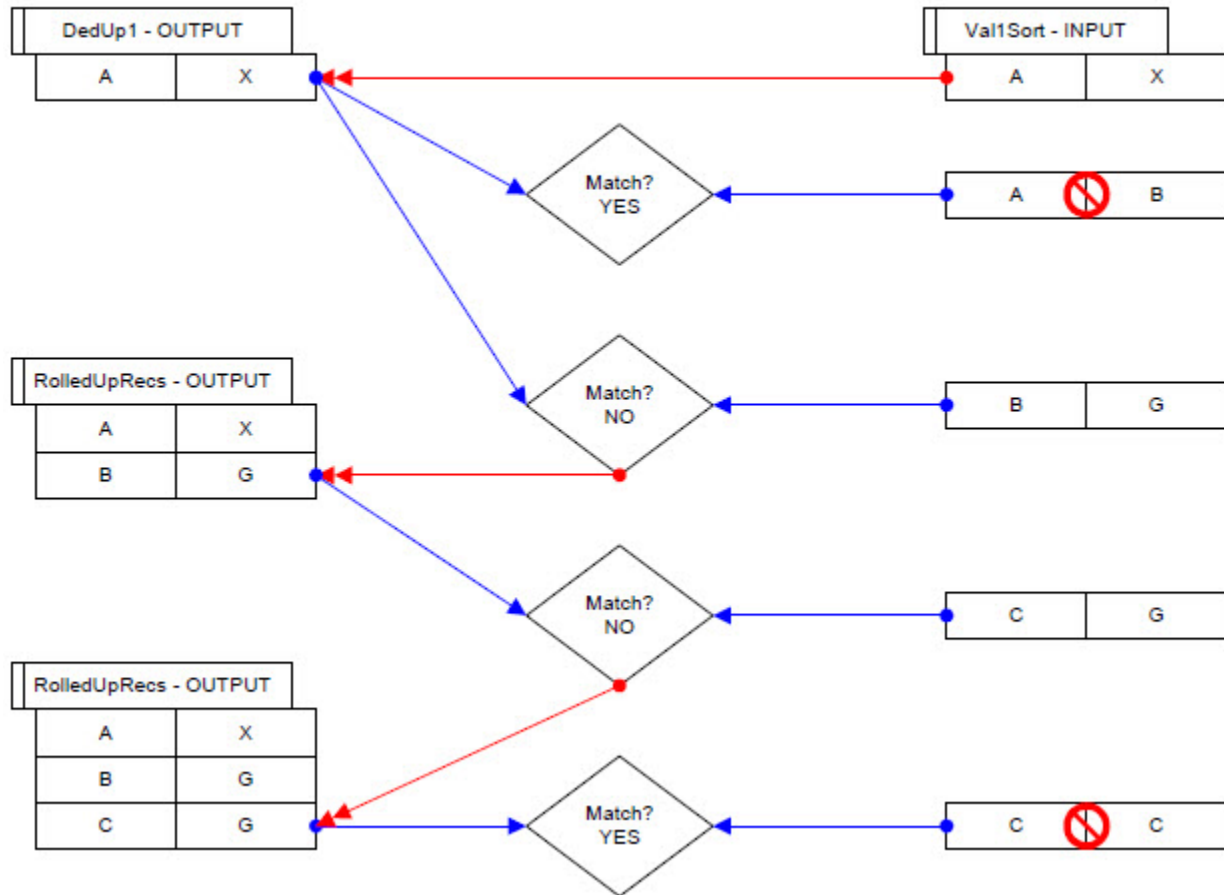 DedUp1 - OUTPUT
Val1Sort - INPUT
A X
A X
Match?
YES
A B
Match?
NO
B G
RolledUpRecs - OUTPUT
A X
B G
Match?
NO
C G
RolledUpRecs - OUTPUT
A X
B G
C G
Match?
YES
C C